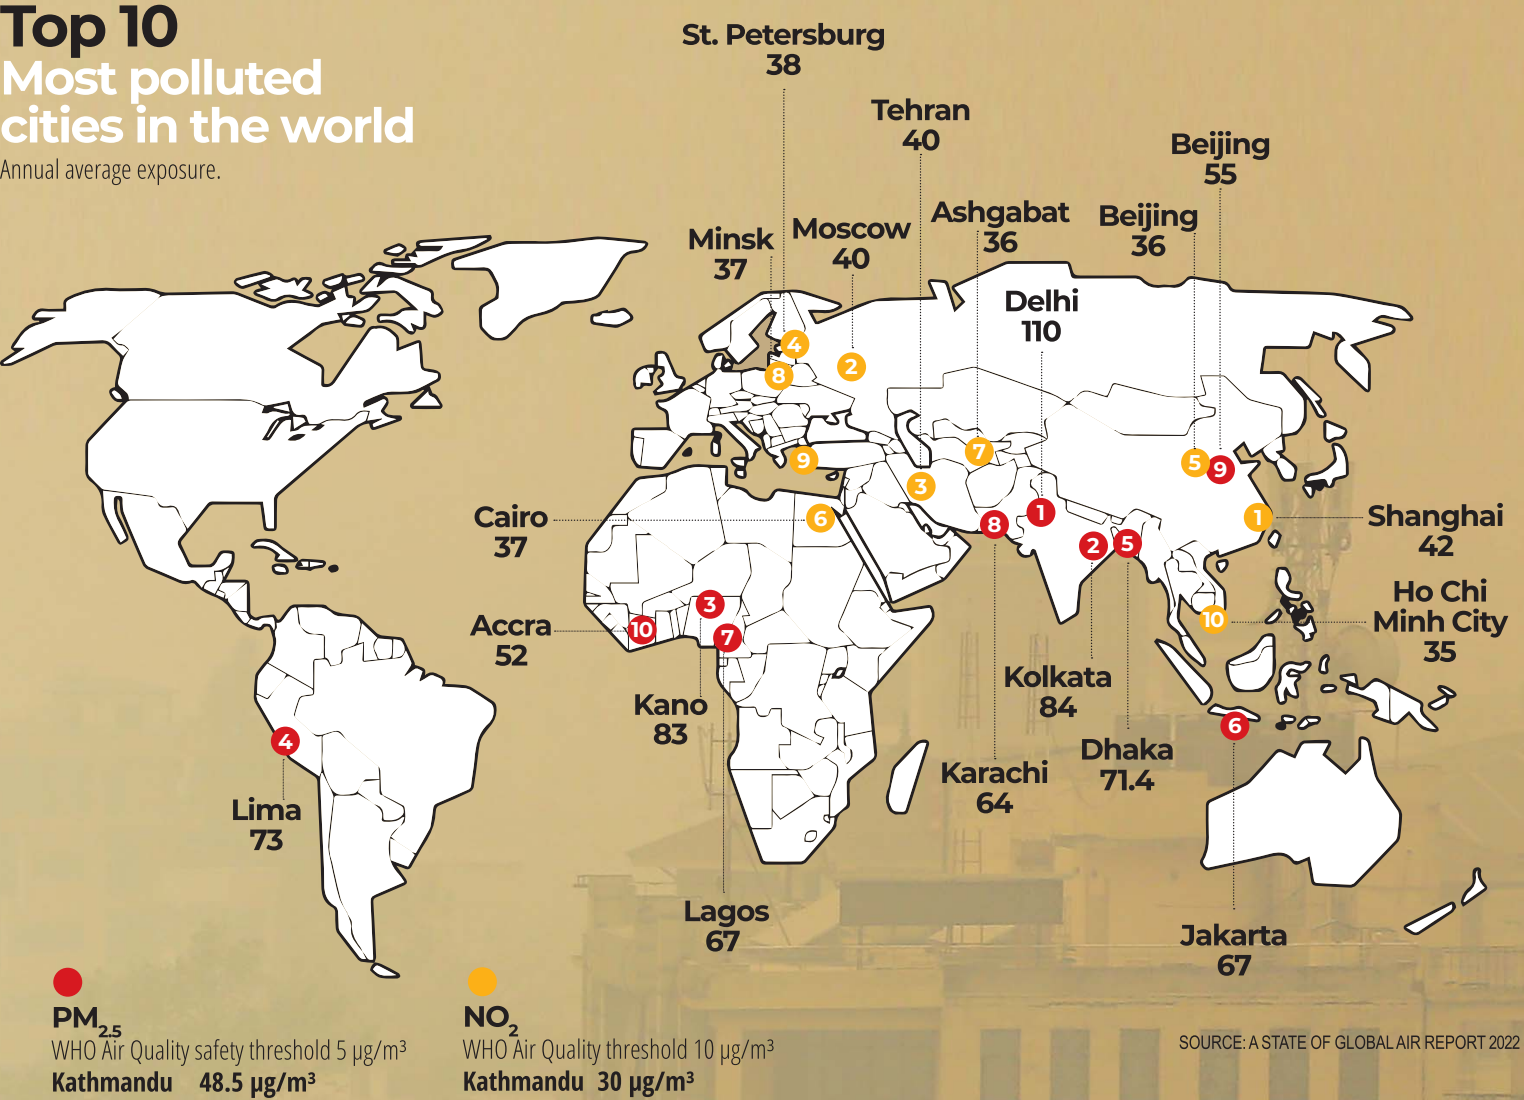 Top 10
Most polluted
cities in the world
Annual average exposure.
St. Petersburg
38
Tehran
40
Beijing
55
Minsk
37
Moscow
40
Ashgabat
36
Beijing
36
Delhi
110
4
8
2
9
7
3
5
9
6
8
1
2
5
1
3
7
10
10
4
6
Cairo
37
Shanghai
42
Accra
52
Ho Chi
Minh City
35
Kano
83
Kolkata
84
Dhaka
71.4
Karachi
64
Lima
73
Lagos
67
Jakarta
67
PM2.5
WHO Air Quality safety threshold 5 µg/m³
Kathmandu 48.5 µg/m³
NO2
WHO Air Quality threshold 10 µg/m³
Kathmandu 30 µg/m³
SOURCE: A STATE OF GLOBAL AIR REPORT 2022